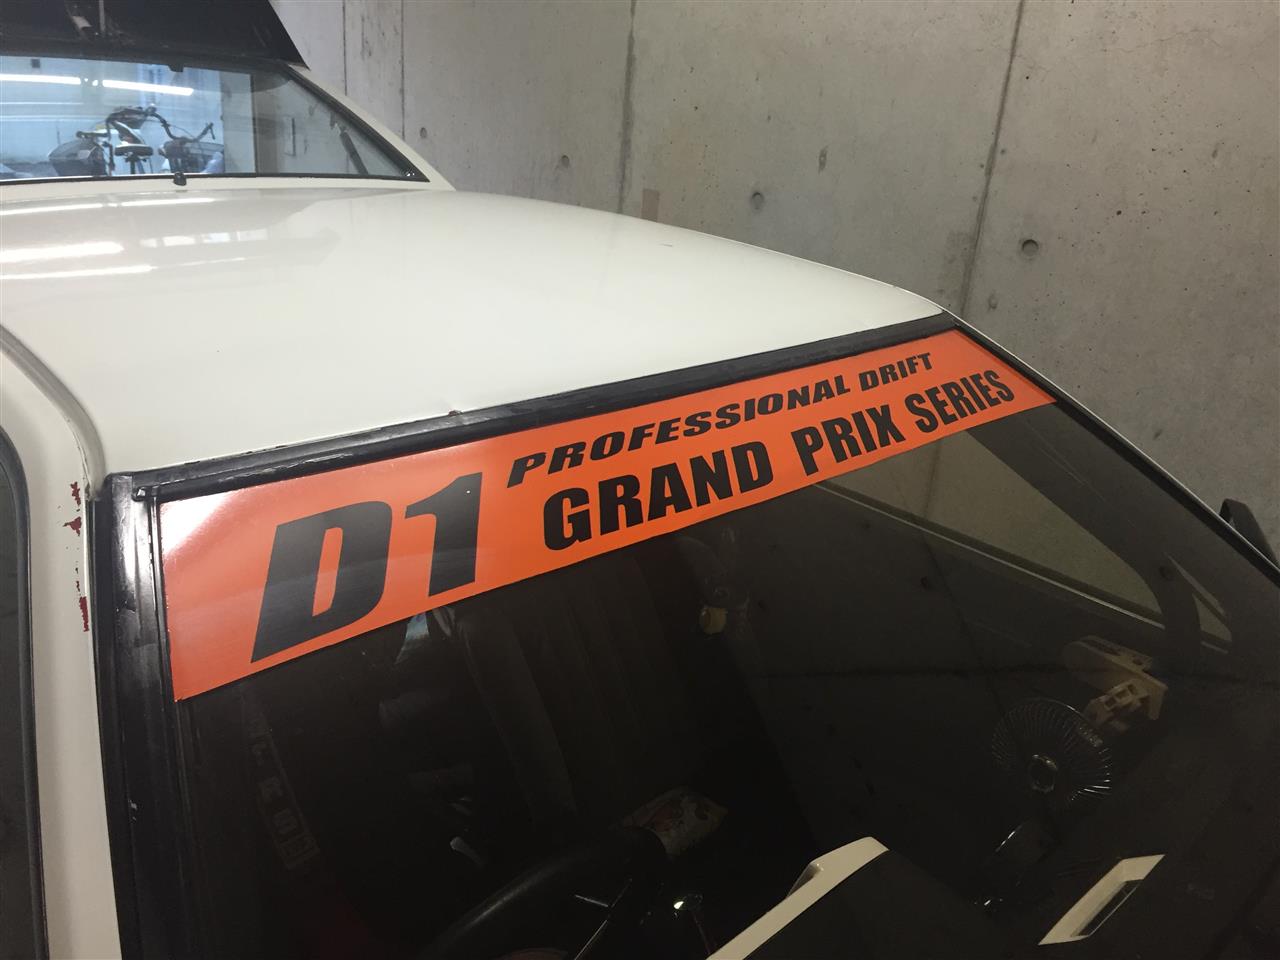 D1
PROFESSIONAL DRIFT
GRAND PRIX SERIES